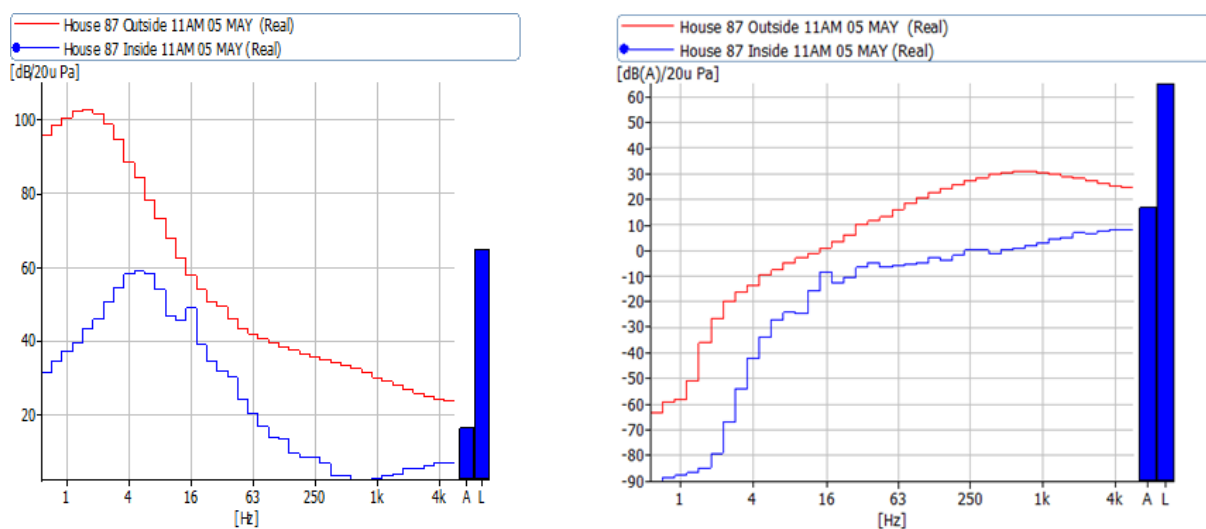 House 87 Outside 11AM 05 MAY (Real)
House 87 Inside 11AM 05 MAY (Real)
[dB/20u Pa]
100
80
60
40
20
1 4 16 63 250 1k 4k A L
[Hz]
House 87 Outside 11AM 05 MAY (Real)
House 87 Inside 11AM 05 MAY (Real)
[dB(A)/20u Pa]
60
50
40
30
20
10
0
-10
-20
-30
-40
-50
-60
-70
-80
-90
1 4 16 63 250 1k 4k A L
[Hz]